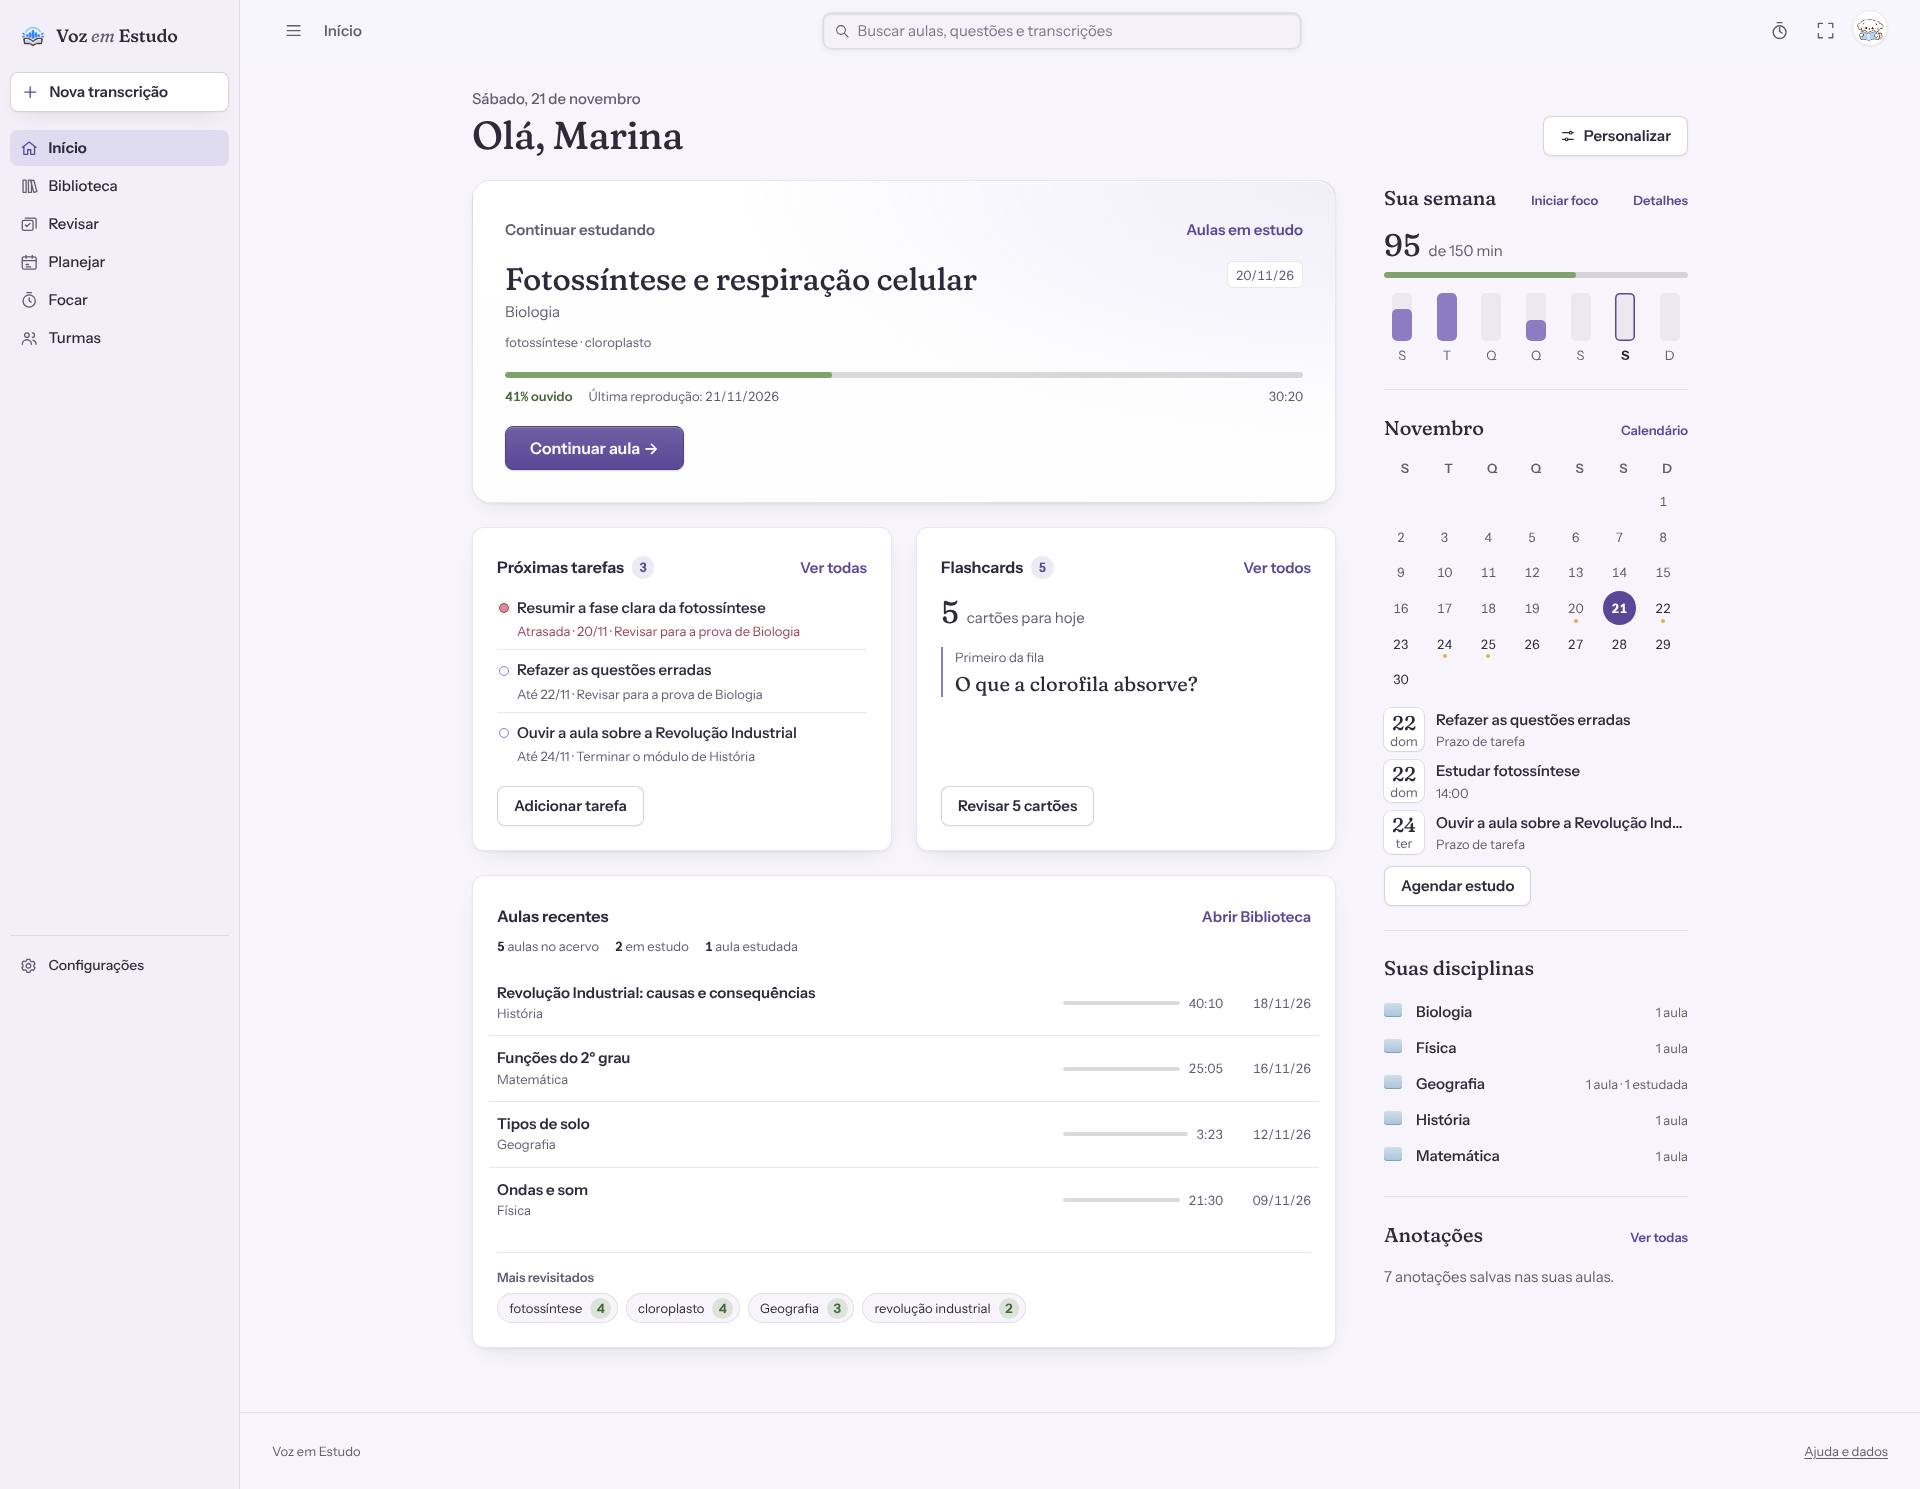 Voz em Estudo
Nova transcrição
Início
Biblioteca
Revisar
Planejar
Focar
Turmas
Configurações
Início
Buscar aulas, questões e transcrições
Sábado, 21 de novembro
Olá, Marina
Personalizar
Continuar estudando
Aulas em estudo
Fotossíntese e respiração celular
20/11/26
Biologia
fotossíntese · cloroplasto
41% ouvido Última reprodução: 21/11/2026 30:20
Continuar aula →
Próximas tarefas 3 Ver todas
Resumir a fase clara da fotossíntese
Atrasada · 20/11 · Revisar para a prova de Biologia
Refazer as questões erradas
Até 22/11 · Revisar para a prova de Biologia
Ouvir a aula sobre a Revolução Industrial
Até 24/11 · Terminar o módulo de História
Adicionar tarefa
Flashcards 5 Ver todos
5 cartões para hoje
Primeiro da fila
O que a clorofila absorve?
Revisar 5 cartões
Aulas recentes Abrir Biblioteca
5 aulas no acervo 2 em estudo 1 aula estudada
Revolução Industrial: causas e consequências
História
40:10 18/11/26
Funções do 2º grau
Matemática
25:05 16/11/26
Tipos de solo
Geografia
3:23 12/11/26
Ondas e som
Física
21:30 09/11/26
Mais revisitados
fotossíntese 4 cloroplasto 4 Geografia 3 revolução industrial 2
Sua semana Iniciar foco Detalhes
95 de 150 min
S T Q Q S S D
Novembro Calendário
S T Q Q S S D
1
2 3 4 5 6 7 8
9 10 11 12 13 14 15
16 17 18 19 20 21 22
23 24 25 26 27 28 29
30
22 dom
Refazer as questões erradas
Prazo de tarefa
22 dom
Estudar fotossíntese
14:00
24 ter
Ouvir a aula sobre a Revolução Ind...
Prazo de tarefa
Agendar estudo
Suas disciplinas
Biologia 1 aula
Física 1 aula
Geografia 1 aula · 1 estudada
História 1 aula
Matemática 1 aula
Anotações Ver todas
7 anotações salvas nas suas aulas.
Voz em Estudo
Ajuda e dados